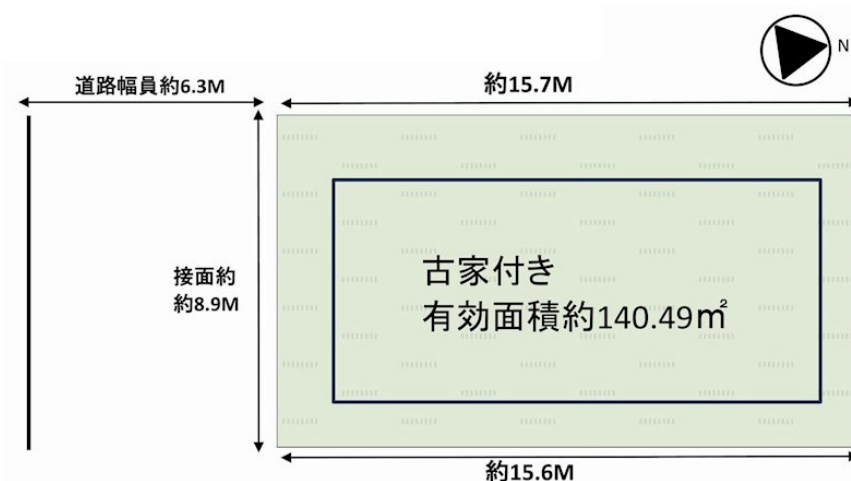 N
道路幅員約6.3M
約15.7M
接面約
約8.9M
古家付き
有効面積約140.49㎡
約15.6M